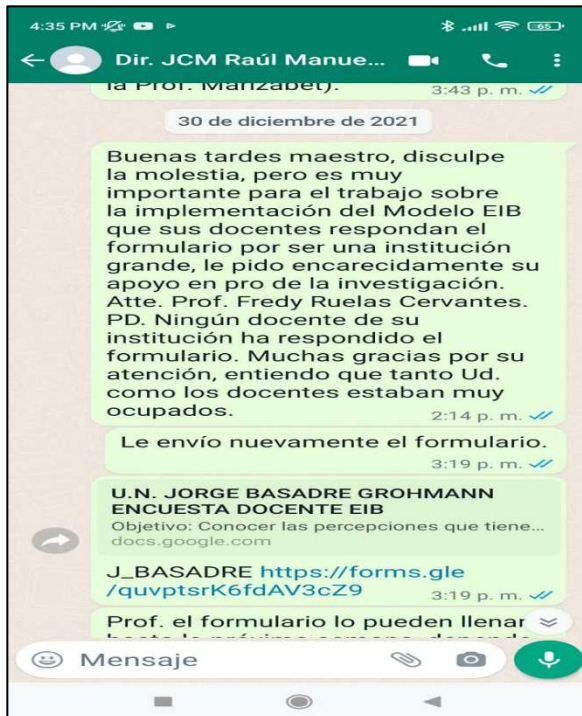 4:35 PM
65
Dir. JCM Raúl Manue...
la Prof. Marizabet).
3:43 p. m.
30 de diciembre de 2021
Buenas tardes maestro, disculpe
la molestia, pero es muy
importante para el trabajo sobre
la implementación del Modelo EIB
que sus docentes respondan el
formulario por ser una institución
grande, le pido encarecidamente su
apoyo en pro de la investigación.
Atte. Prof. Fredy Ruelas Cervantes.
PD. Ningún docente de su
institución ha respondido el
formulario. Muchas gracias por su
atención, entiendo que tanto Ud.
como los docentes estaban muy
ocupados.
2:14 p. m.
Le envío nuevamente el formulario.
3:19 p. m.
U.N. JORGE BASADRE GROHMANN
ENCUESTA DOCENTE EIB
Objetivo: Conocer las percepciones que tiene...
docs.google.com
J_BASADRE https://forms.gle
/quvptsrK6fdAV3cZ9
3:19 p. m.
Prof. el formulario lo pueden llenar
hasta la próxima semana, depende
Mensaje